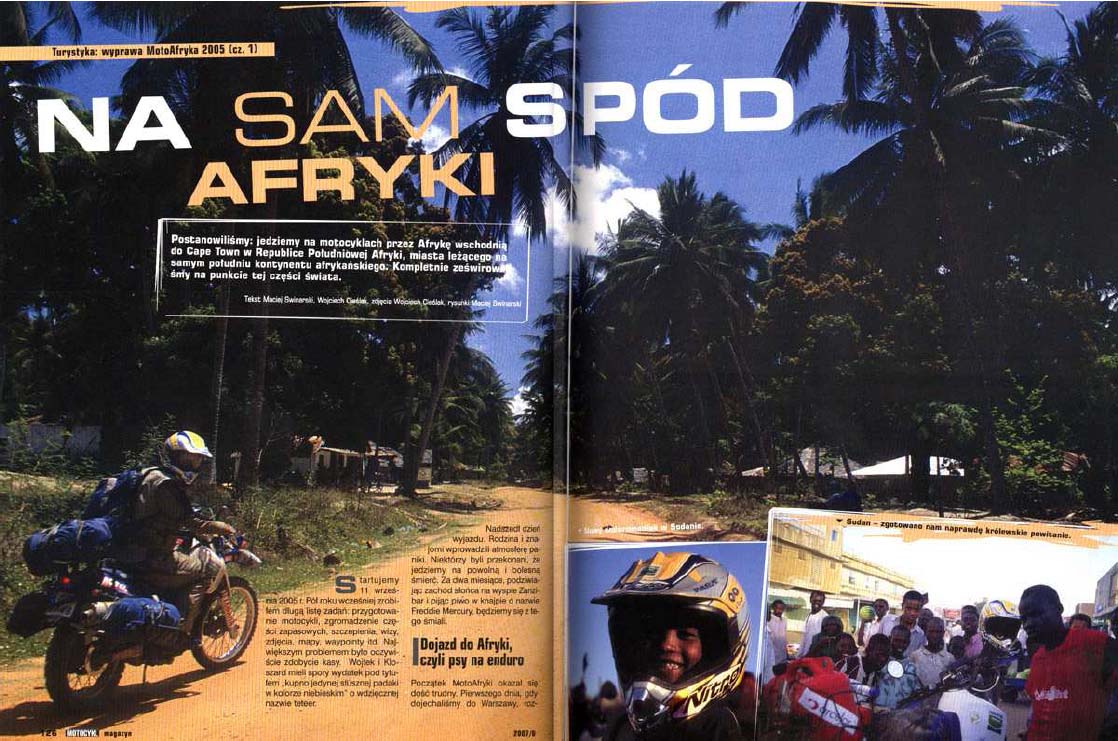 Turystyka: wyprawa MotoAfryka 2005 (cz. 1)
NA SAM SPÓD
AFRYKI
Postanowiliśmy: jedziemy na motocyklach przez Afrykę wschodnią
do Cape Town w Republice Południowej Afryki, miasta leżącego na
samym południu kontynentu afrykańskiego. Kompletnie ześwirowa-
śmy na punkcie tej części świata.
Tekst Maciej Swinarski, Wojciech Cieślak, zdjęcia Wojciech Cieślak, rysunki Maciej Swinarski
Startujemy
11 wrześ-
nia 2005 r. Pół roku wcześniej zrobi-
łem długą listę zadań: przygotowa-
nie motocykli, zgromadzenie czę-
ści zapasowych, szczepienia, wizy,
zdjęcia, mapy, waypointy itd. Naj-
większym problemem było oczywi-
ście zdobycie kasy. Wojtek i Klo-
szard mieli spory wydatek pod tytu-
łem „kupno jedynej słusznej padaki
w kolorze niebieskim" o wdzięcznej
nazwie teteer.
Nadszedł dzień
wyjazdu. Rodzina i zna
jomi wprowadzili atmosferę pa-
niki. Niektórzy byli przekonani, że
jedziemy na powolną i bolesną
śmierć. Za dwa miesiące, podziwia-
jąc zachód słońca na wyspie Zanzi-
bar i pijąc piwo w knajpie o nazwie
Freddie Mercury, będziemy się z te-
go śmiali.
Dojazd do Afryki,
czyli psy na enduro
Początek MotoAfryki okazał się
dość trudny. Pierwszego dnia, gdy
dojechaliśmy do Warszawy, roz-
w Sudanie.
Sudan – zgotowano nam naprawdę królewskie powitanie.
Nitro
126 MOTOCYKL magazyn
2007/6